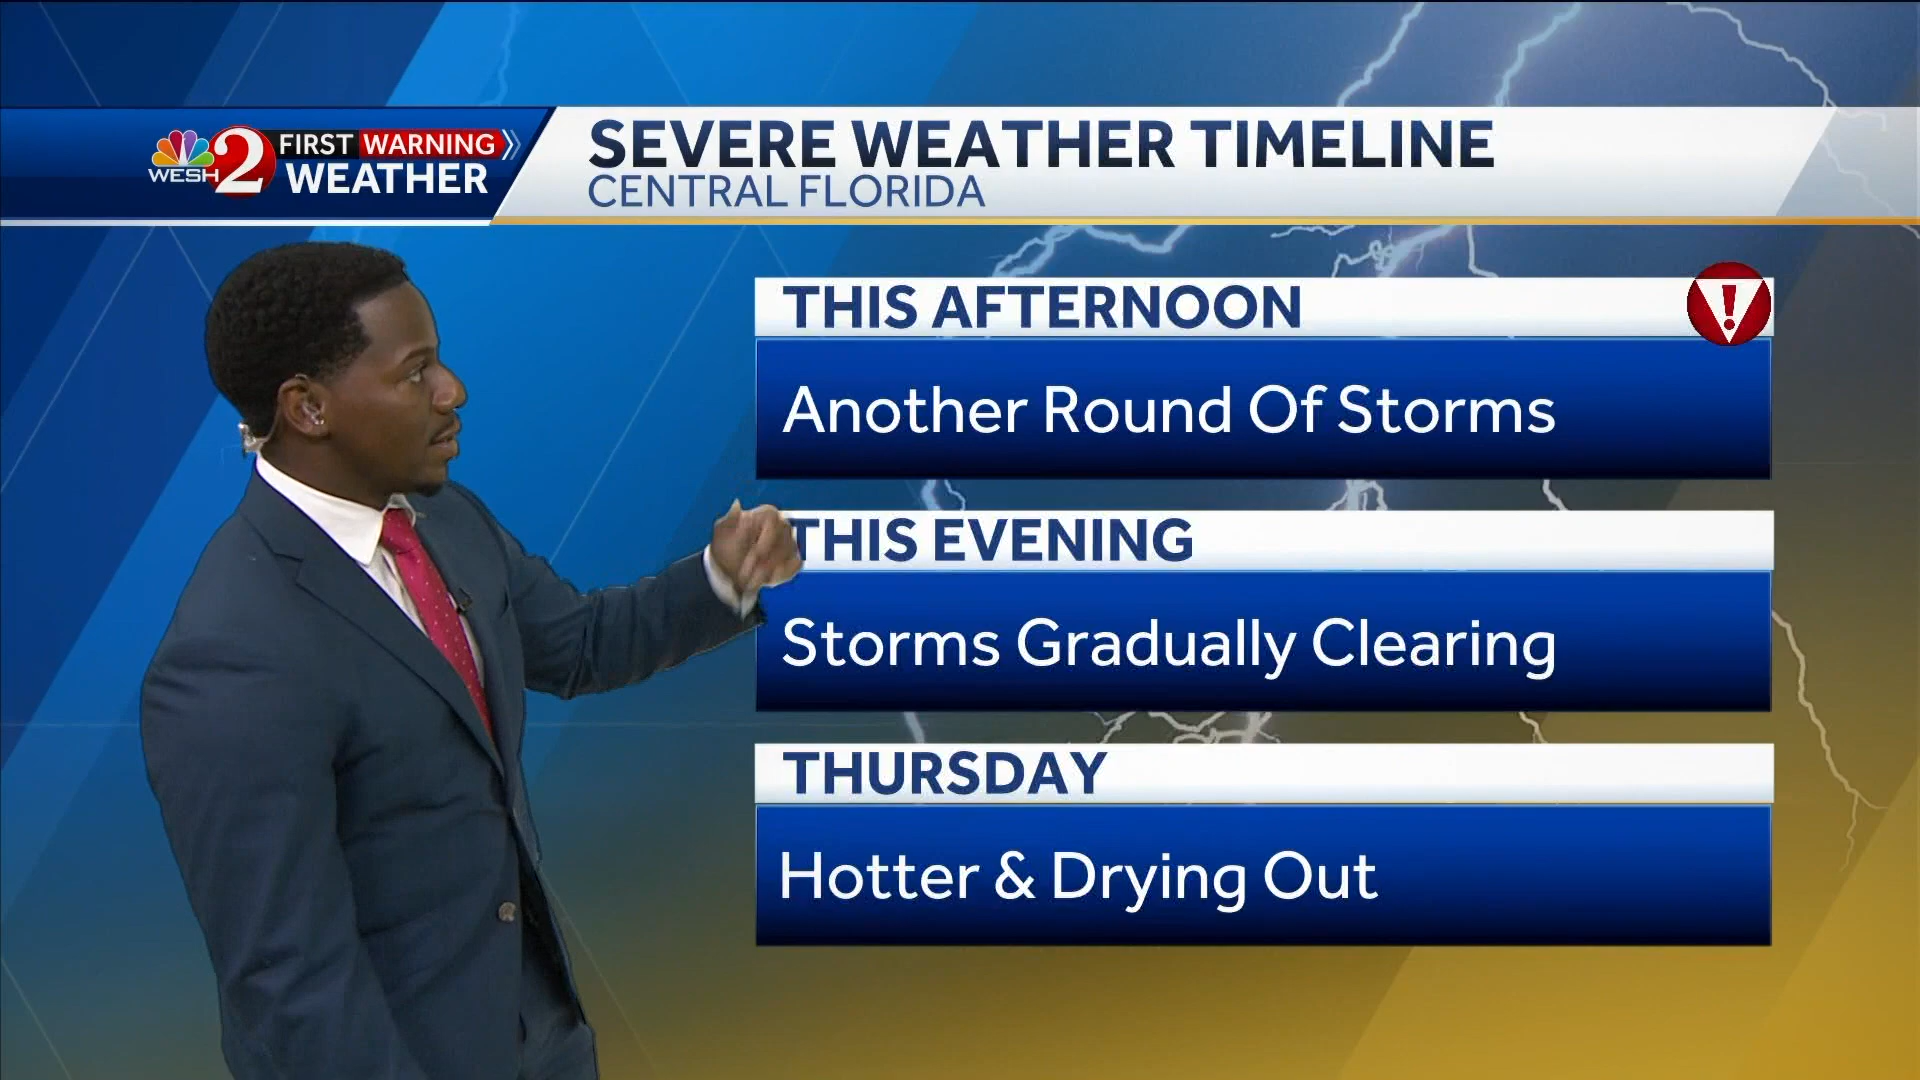 WESH 2 FIRST WARNING
WEATHER
SEVERE WEATHER TIMELINE
CENTRAL FLORIDA
THIS AFTERNOON
Another Round Of Storms
THIS EVENING
Storms Gradually Clearing
THURSDAY
Hotter & Drying Out